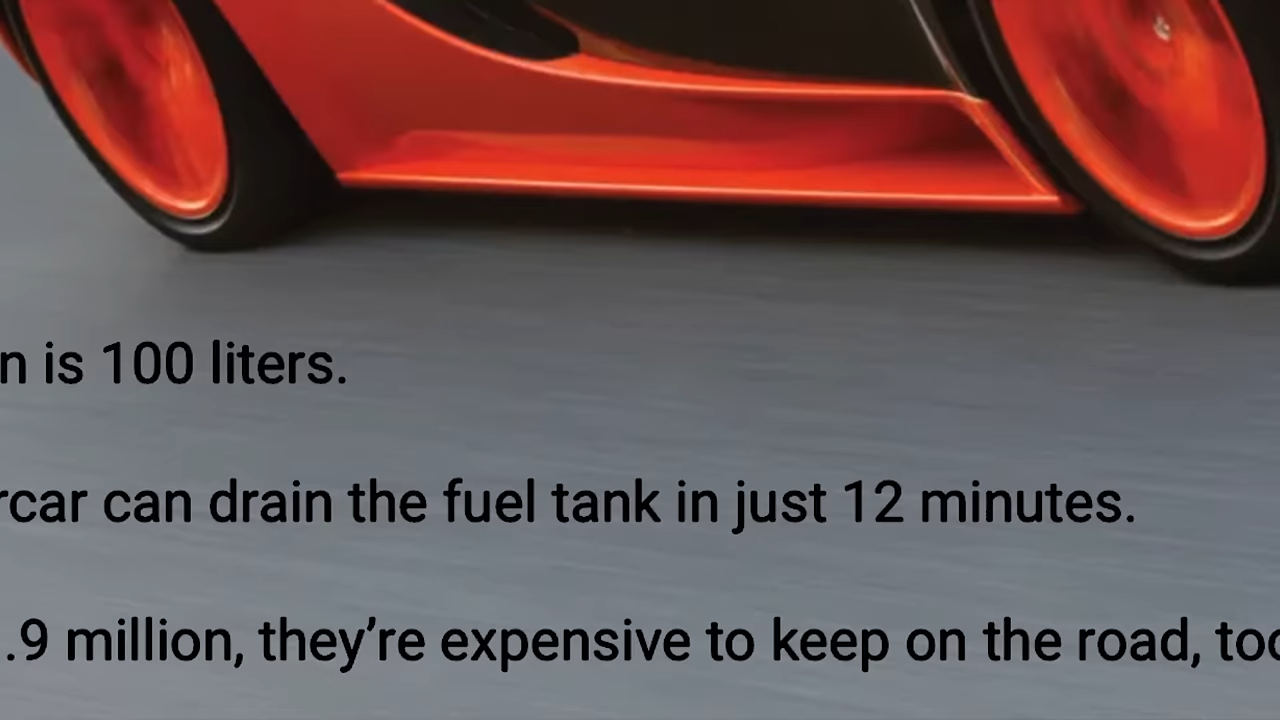 n is 100 liters.
rcar can drain the fuel tank in just 12 minutes.
.9 million, they’re expensive to keep on the road, too